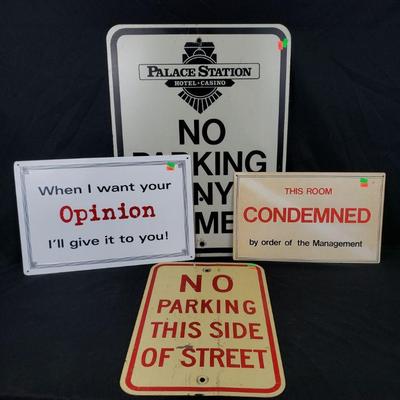 PALACE STATION
HOTEL • CASINO
NO
PARKING
When I want your
Opinion
I'll give it to you!
THIS ROOM
CONDEMNED
by order of the Management
NO
PARKING
THIS SIDE
OF STREET